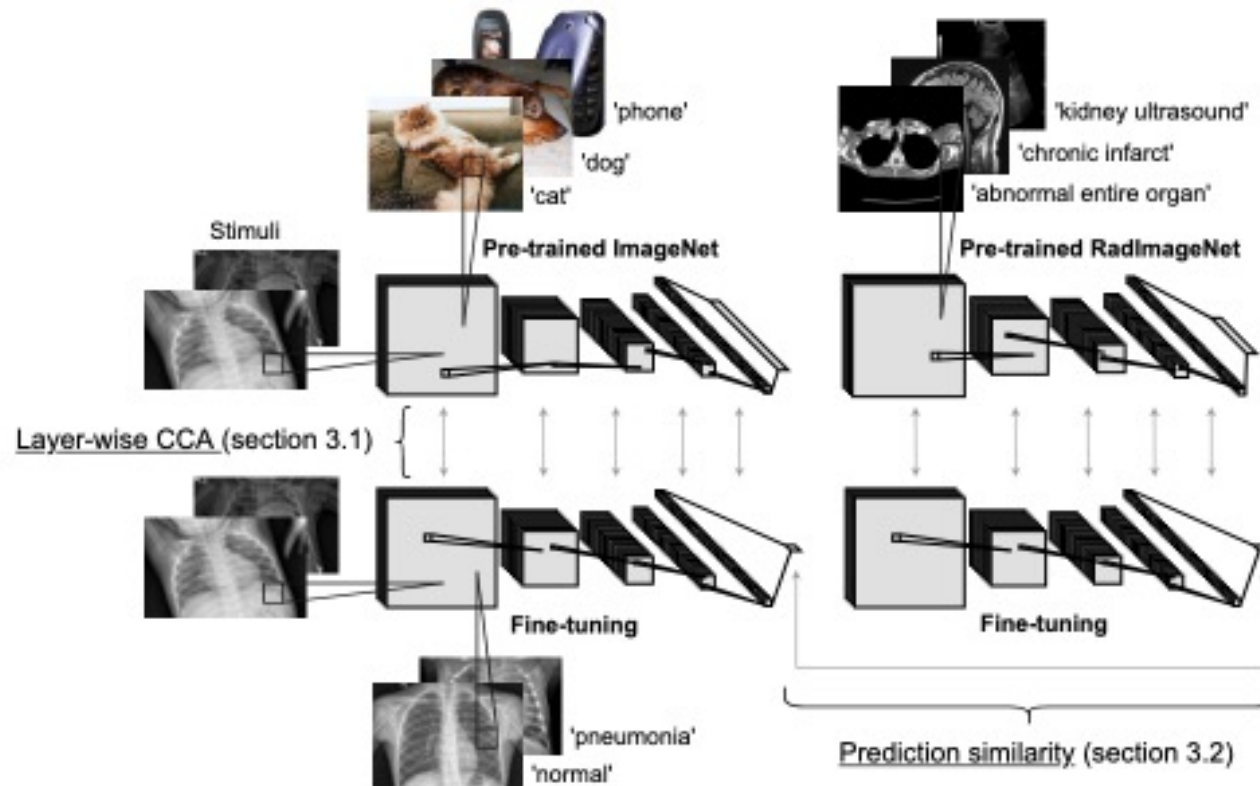 'phone'
'dog'
'cat'
'kidney ultrasound'
'chronic infarct'
'abnormal entire organ'
Stimuli
Pre-trained ImageNet
Pre-trained RadImageNet
Layer-wise CCA (section 3.1)
Fine-tuning
Fine-tuning
'pneumonia'
'normal'
Prediction similarity (section 3.2)